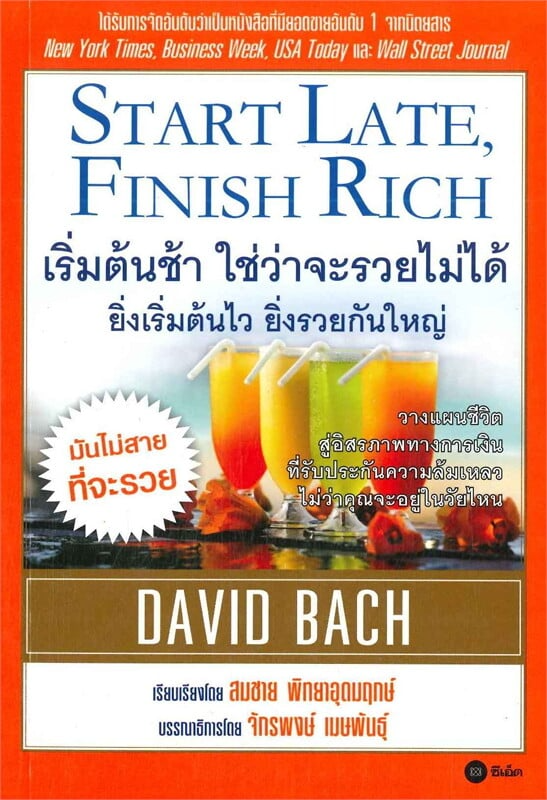 ได้รับการจัดอันดับว่าเป็นหนังสือที่มียอดขายอันดับ 1 จากนิตยสาร
New York Times, Business Week, USA Today และ Wall Street Journal
START LATE,
FINISH RICH
เริ่มต้นช้า ใช่ว่าจะรวยไม่ได้
ยิ่งเริ่มต้นไว ยิ่งรวยกันใหญ่
มันไม่สาย
ที่จะรวย
วางแผนชีวิต
สู่อิสรภาพทางการเงิน
ที่รับประกันความล้มเหลว
ไม่ว่าคุณจะอยู่ในวัยไหน
DAVID BACH
เรียบเรียงโดย สมชาย พิทยาอุดมฤกษ์
บรรณาธิการโดย จักรพงษ์ เมษพันธุ์
ซีเอ็ด